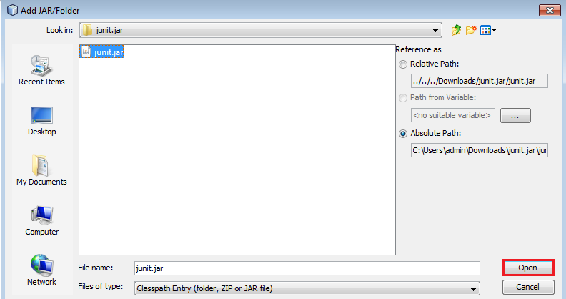 Add JAR/Folder
Look in: junit.jar
junit.jar
Recent Items
Desktop
My Documents
Computer
Network
Reference as
Relative Path:
../../../Downloads/junit.jar/junit.jar
Path from Variable:
<no suitable variable>
...
Absolute Path:
C:\Users\admin\Downloads\junit.jar\jun
File name: junit.jar
Open
Files of type: Classpath Entry (folder, ZIP or JAR file)
Cancel